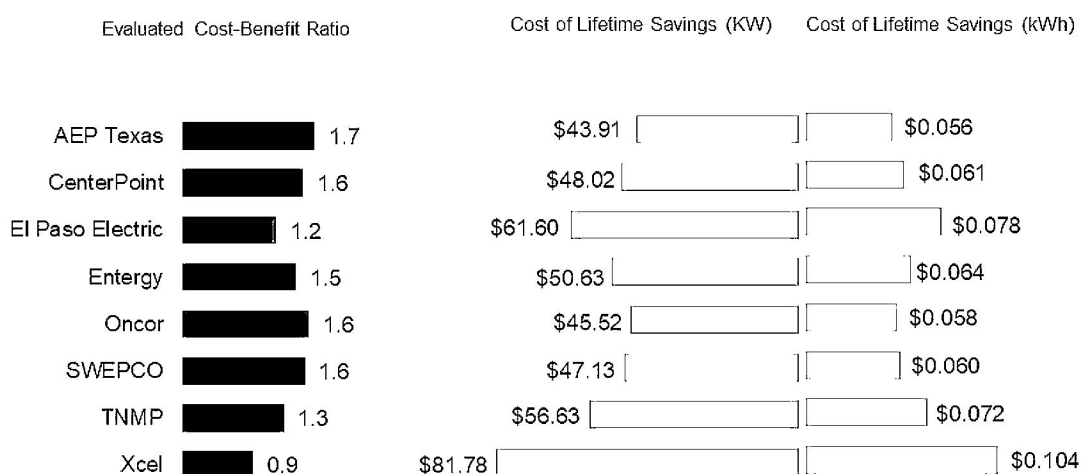 Evaluated Cost-Benefit Ratio Cost of Lifetime Savings (KW) Cost of Lifetime Savings (kWh)
AEP Texas 1.7 $43.91 $0.056
CenterPoint 1.6 $48.02 $0.061
El Paso Electric 1.2 $61.60 $0.078
Entergy 1.5 $50.63 $0.064
Oncor 1.6 $45.52 $0.058
SWEPCO 1.6 $47.13 $0.060
TNMP 1.3 $56.63 $0.072
Xcel 0.9 $81.78 $0.104